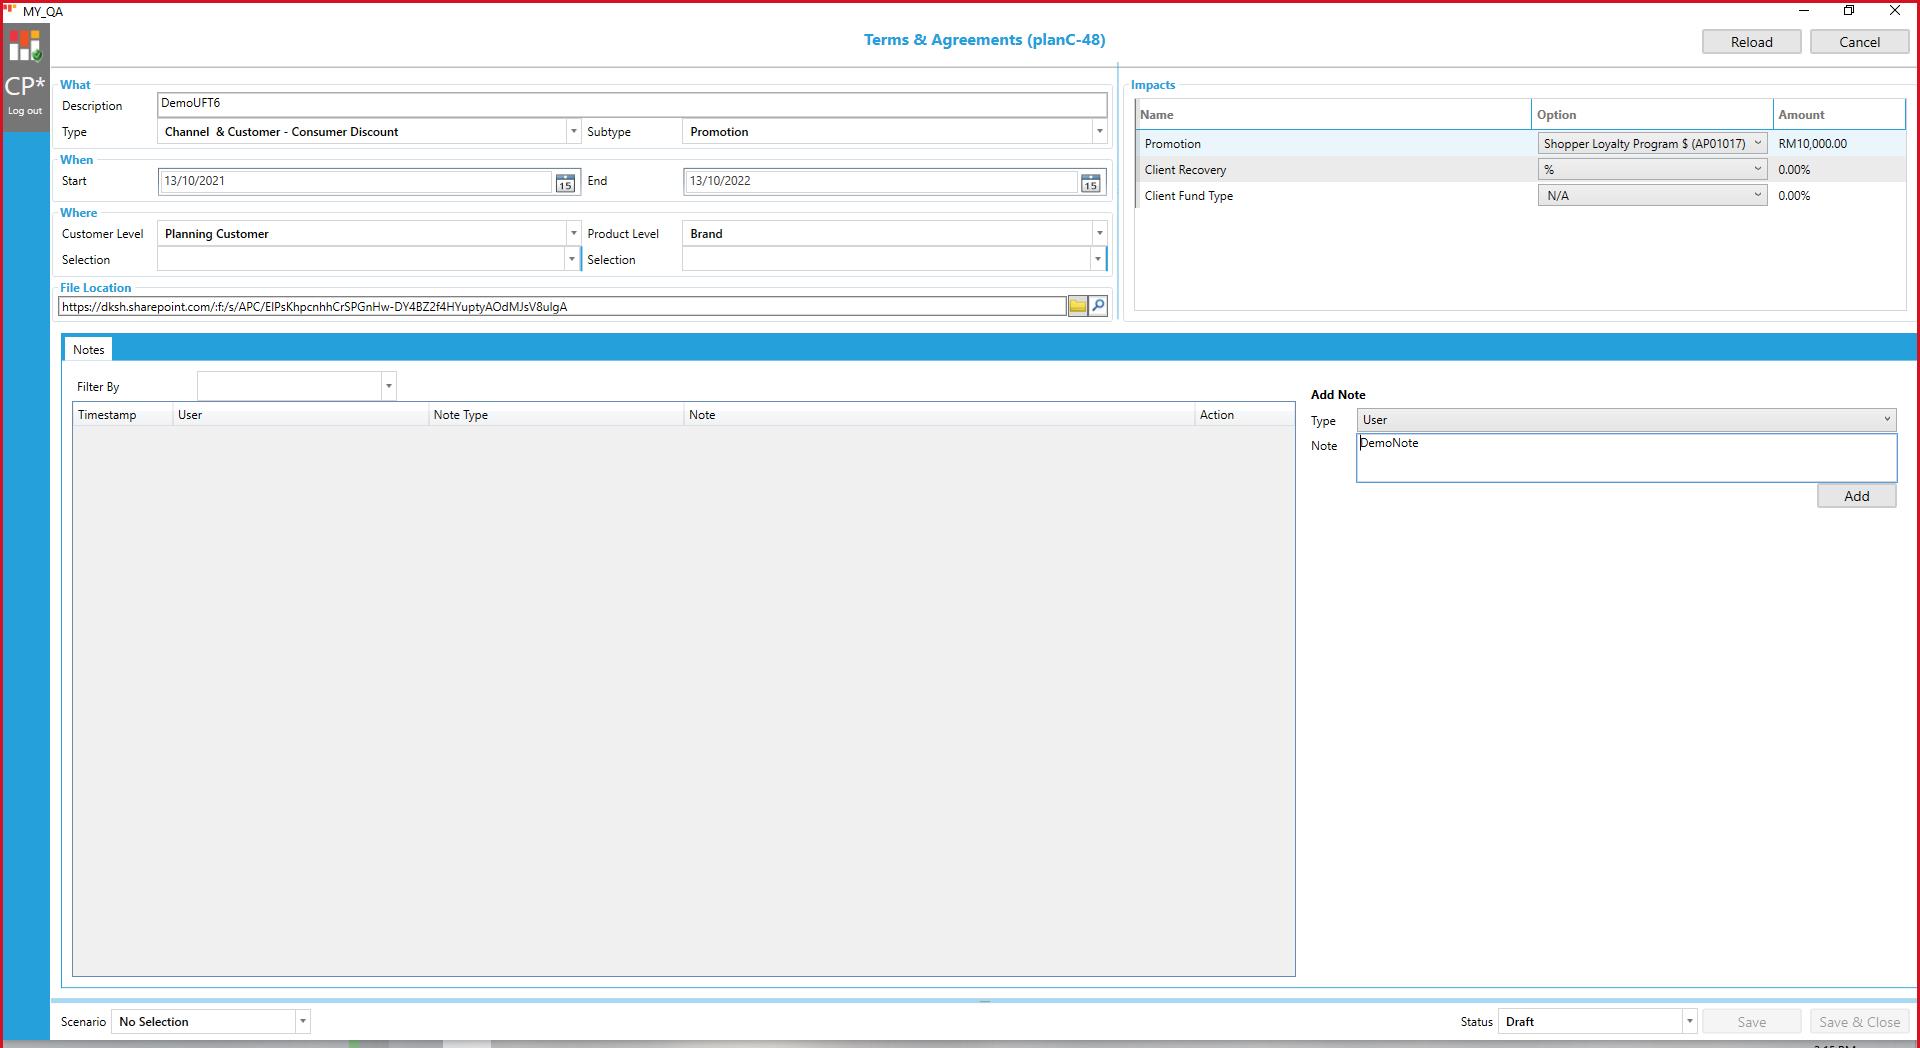 MY_QA
Terms & Agreements (planC-48)
Reload
Cancel
CP*
Log out
What
Description
DemoUFT6
Type
Channel & Customer - Consumer Discount
Subtype
Promotion
When
Start
13/10/2021
15
End
13/10/2022
15
Where
Customer Level
Planning Customer
Product Level
Brand
Selection
Selection
File Location
https://dksh.sharepoint.com/:f:/s/APC/EIPsKhpcnhhCrSPGnHw-DY4BZ2f4HYuptyAOdMJsV8uIgA
Impacts
Name Option Amount
Promotion Shopper Loyalty Program $ (AP01017) RM10,000.00
Client Recovery % 0.00%
Client Fund Type N/A 0.00%
Notes
Filter By
Timestamp User Note Type Note Action
Add Note
Type User
Note DemoNote
Add
Scenario No Selection
Status Draft
Save
Save & Close